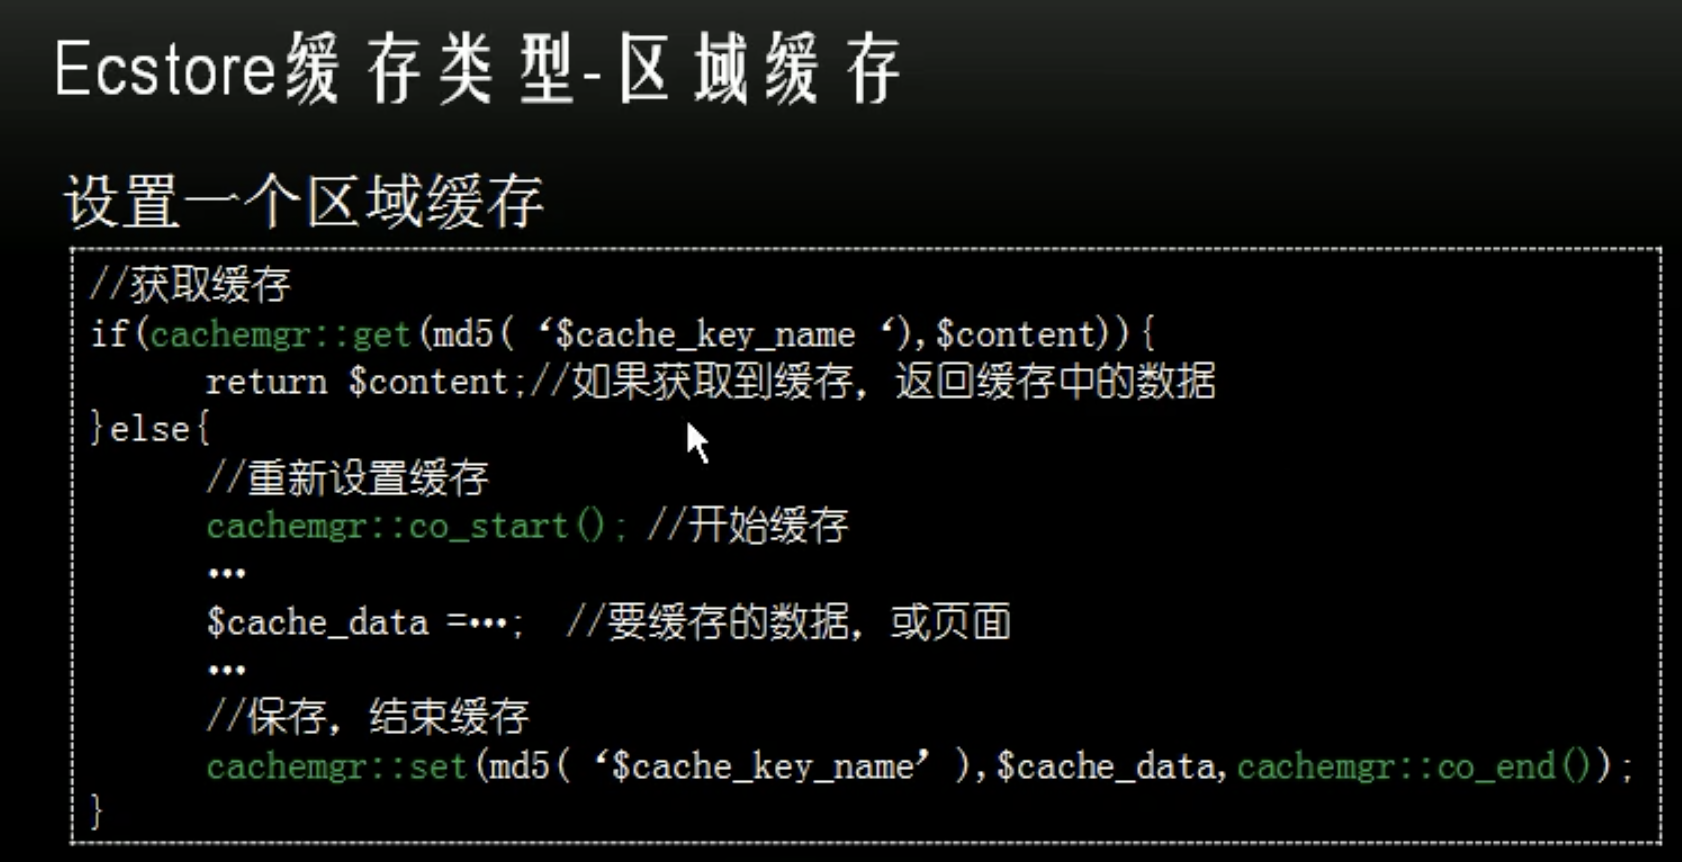 Ecstore缓存类型-区域缓存
设置一个区域缓存
//获取缓存
if(cachemgr::get(md5(‘$cache_key_name ‘),$content)){
return $content;//如果获取到缓存，返回缓存中的数据
}else{
//重新设置缓存
cachemgr::co_start(); //开始缓存
…
$cache_data =…; //要缓存的数据，或页面
…
//保存，结束缓存
cachemgr::set(md5(‘$cache_key_name’),$cache_data,cachemgr::co_end());
}